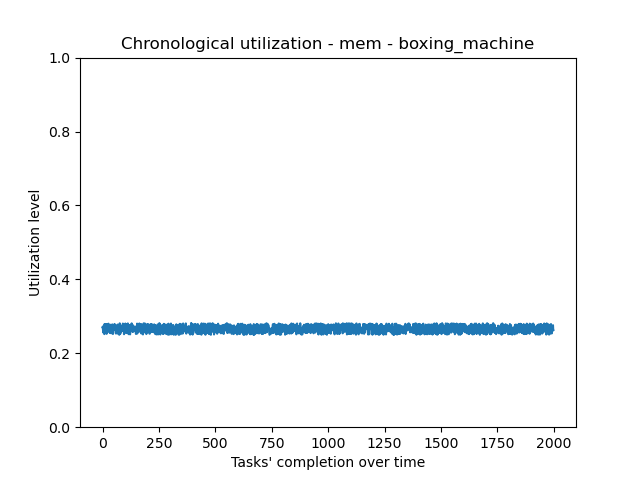 Chronological utilization - mem - boxing_machine
1.0
0.8
0.6
0.4
0.2
0.0
Utilization level
0 250 500 750 1000 1250 1500 1750 2000
Tasks' completion over time